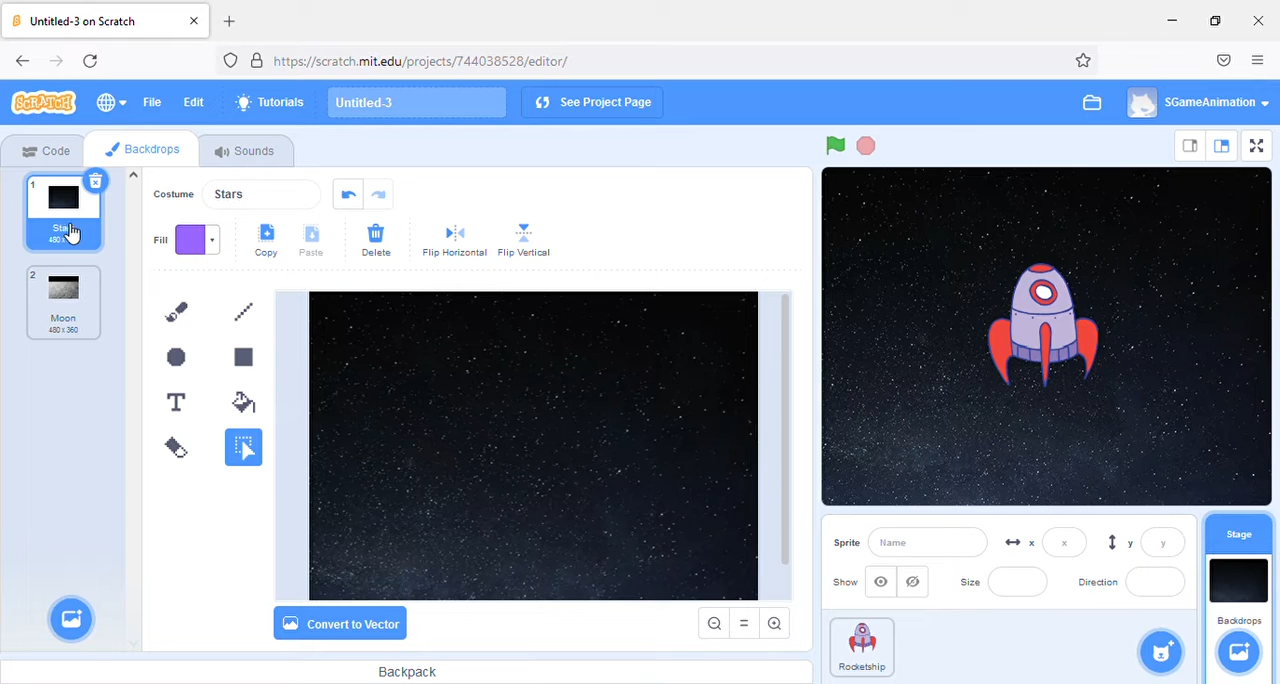 Untitled-3 on Scratch
https://scratch.mit.edu/projects/744038528/editor/
SCRATCH File Edit Tutorials Untitled-3 See Project Page SGameAnimation
Code Backdrops Sounds
1
480
2
Moon
480 x 360
Costume Stars
Fill Copy Paste Delete Flip Horizontal Flip Vertical
T
Convert to Vector
Backpack
Sprite Name x x y y
Show Size Direction
Rocketship
Stage
Backdrops